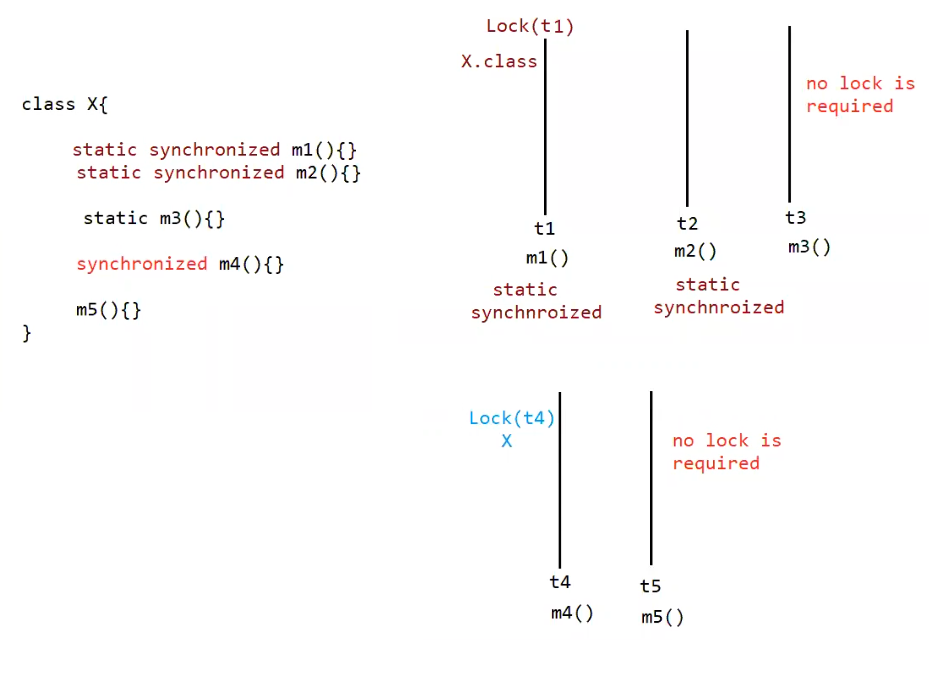 class X{
static synchronized m1(){}
static synchronized m2(){}
static m3(){}
synchronized m4(){}
m5(){}
}
Lock(t1)
X.class
t1
m1()
static
synchnroized
t2
m2()
static
synchnroized
no lock is
required
t3
m3()
Lock(t4)
X
t4
m4()
no lock is
required
t5
m5()